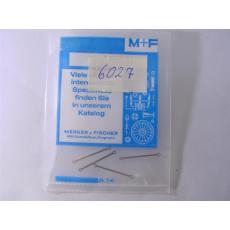 M+F
6027
Viele
inter
Spe
finden Sie
in unserem
Katalog
MERKER + FISCHER